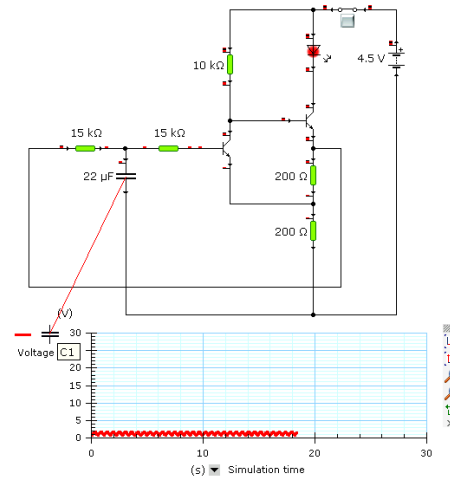 10 kΩ
4.5 V
15 kΩ
15 kΩ
22 µF
200 Ω
200 Ω
(V)
Voltage C1
30
25
20
15
10
5
0
0 10 20 30
(s) Simulation time